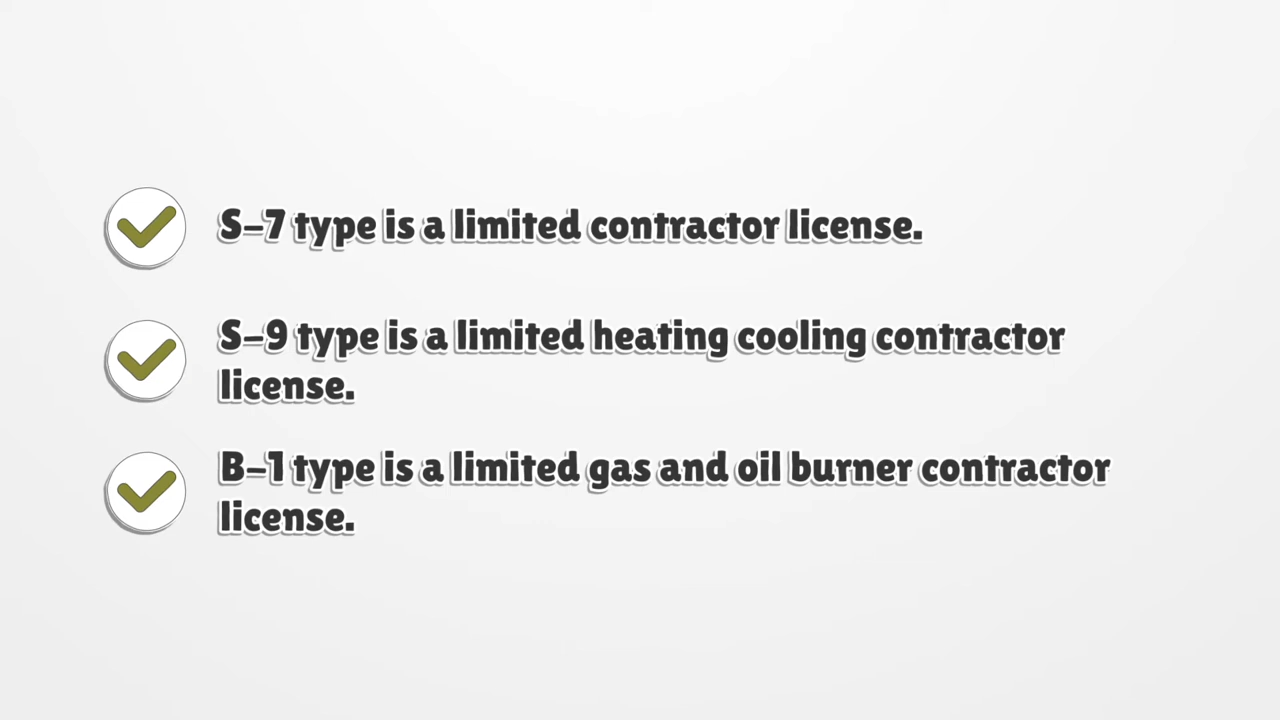 S-7 type is a limited contractor license.
S-9 type is a limited heating cooling contractor
license.
B-1 type is a limited gas and oil burner contractor
license.